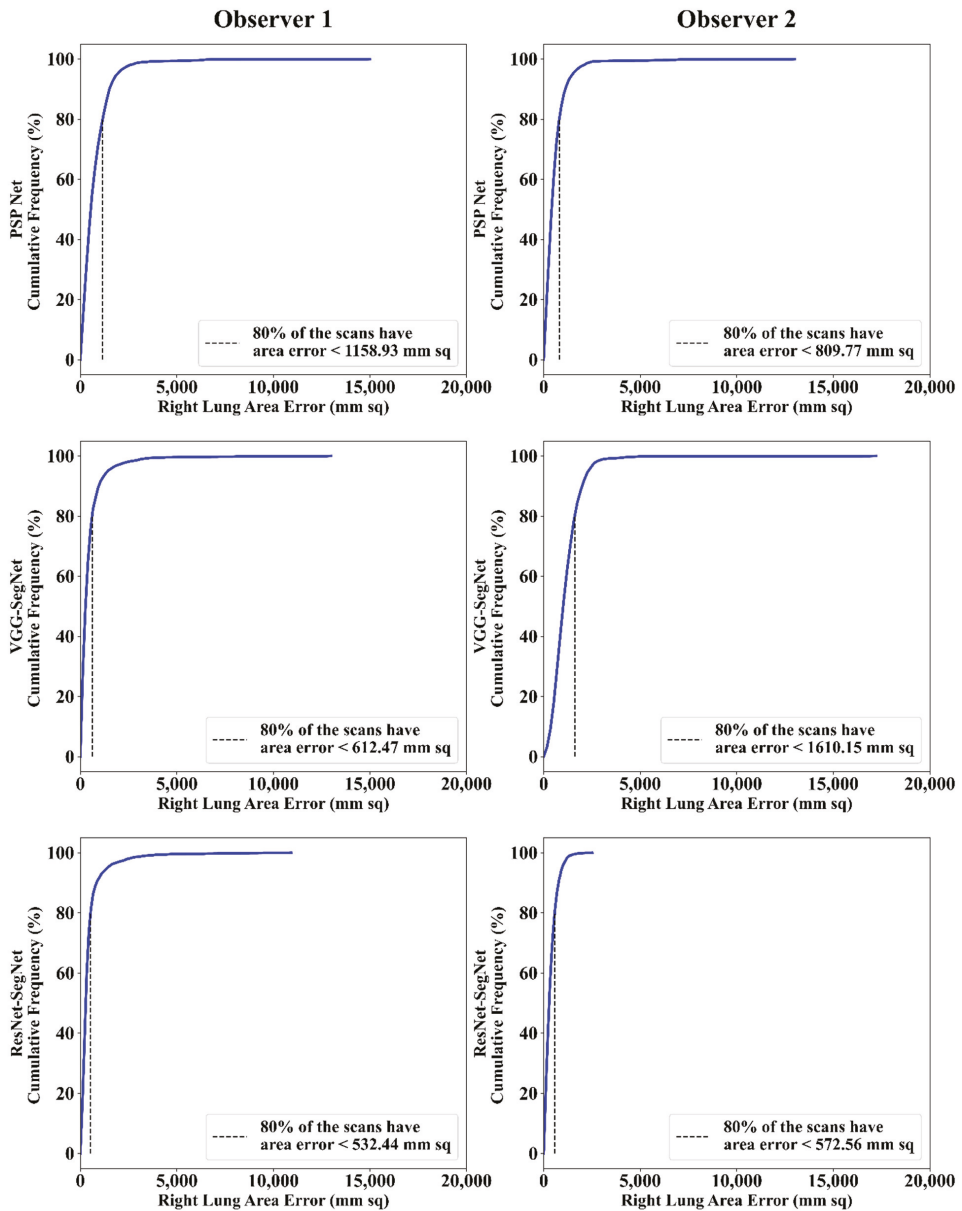 Observer 1
Observer 2
PSP Net
Cumulative Frequency (%)
100
80
60
40
20
0
80% of the scans have
area error < 1158.93 mm sq
0 5,000 10,000 15,000 20,000
Right Lung Area Error (mm sq)
PSP Net
Cumulative Frequency (%)
100
80
60
40
20
0
80% of the scans have
area error < 809.77 mm sq
0 5,000 10,000 15,000 20,000
Right Lung Area Error (mm sq)
VGG-SegNet
Cumulative Frequency (%)
100
80
60
40
20
0
80% of the scans have
area error < 612.47 mm sq
0 5,000 10,000 15,000 20,000
Right Lung Area Error (mm sq)
VGG-SegNet
Cumulative Frequency (%)
100
80
60
40
20
0
80% of the scans have
area error < 1610.15 mm sq
0 5,000 10,000 15,000 20,000
Right Lung Area Error (mm sq)
ResNet-SegNet
Cumulative Frequency (%)
100
80
60
40
20
0
80% of the scans have
area error < 532.44 mm sq
0 5,000 10,000 15,000 20,000
Right Lung Area Error (mm sq)
ResNet-SegNet
Cumulative Frequency (%)
100
80
60
40
20
0
80% of the scans have
area error < 572.56 mm sq
0 5,000 10,000 15,000 20,000
Right Lung Area Error (mm sq)